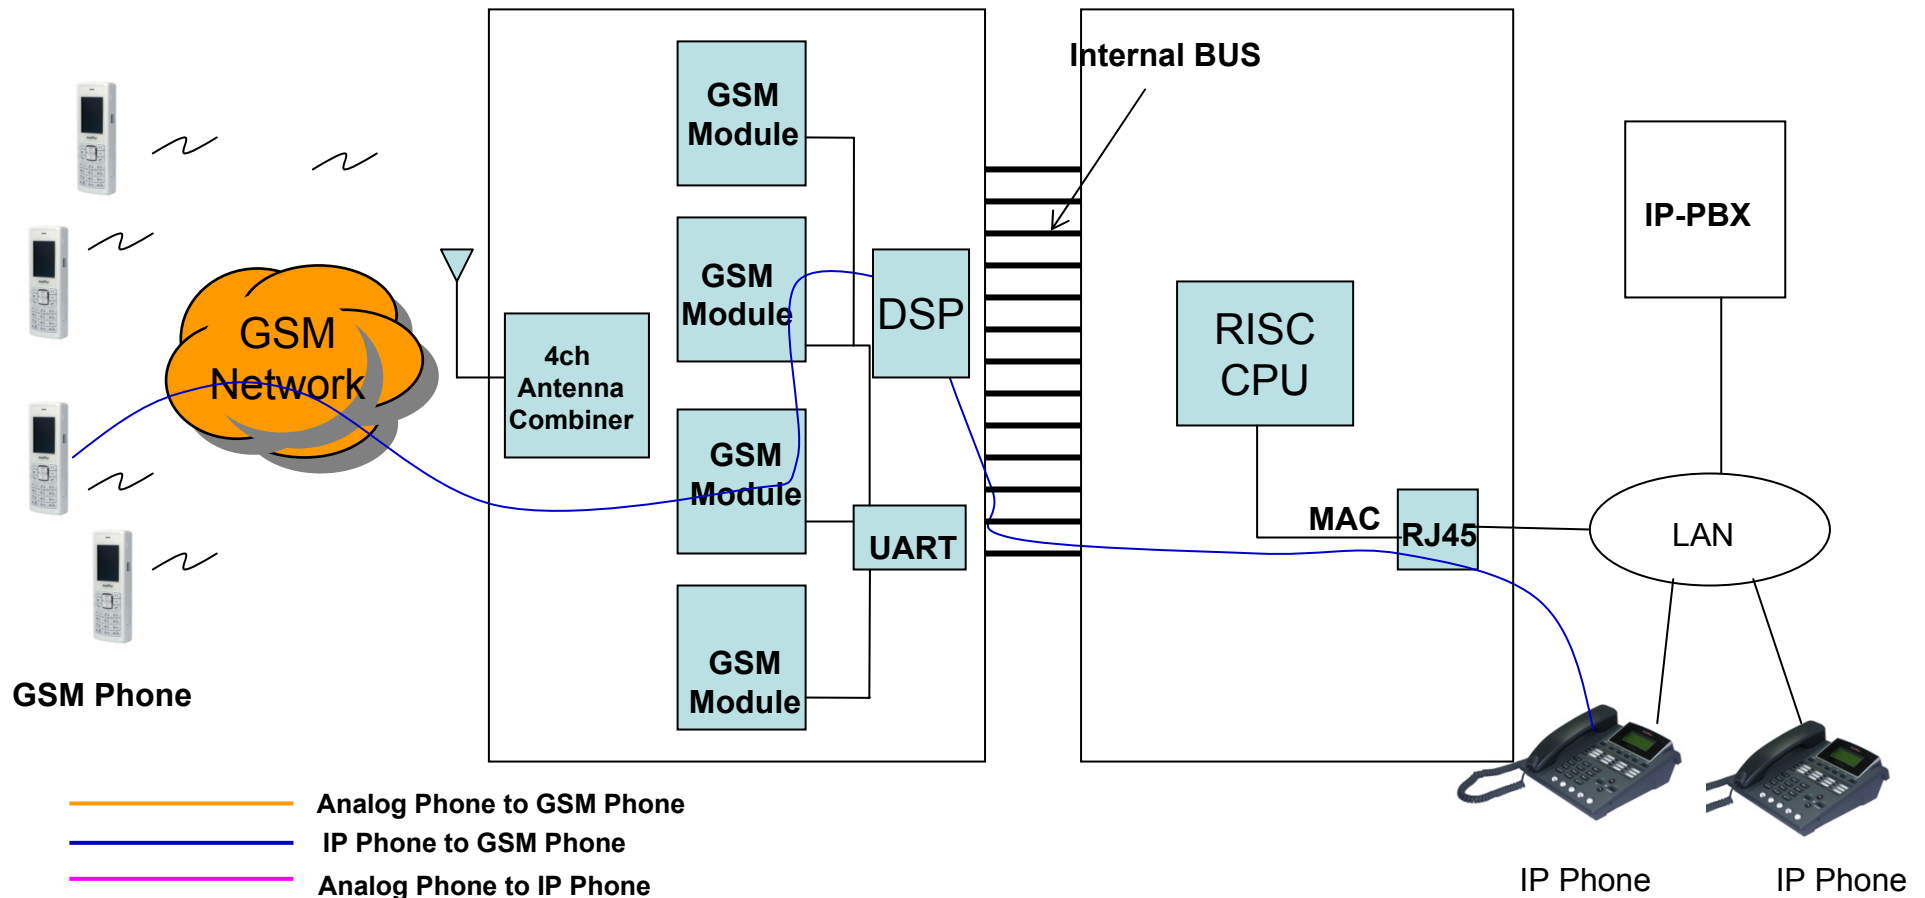 Internal BUS
GSM
Module
IP-PBX
GSM
Module
DSP
RISC
CPU
GSM
Network
4ch
Antenna
Combiner
GSM
Module
MAC
RJ45
LAN
UART
GSM
Module
GSM Phone
Analog Phone to GSM Phone
IP Phone to GSM Phone
Analog Phone to IP Phone
IP Phone
IP Phone